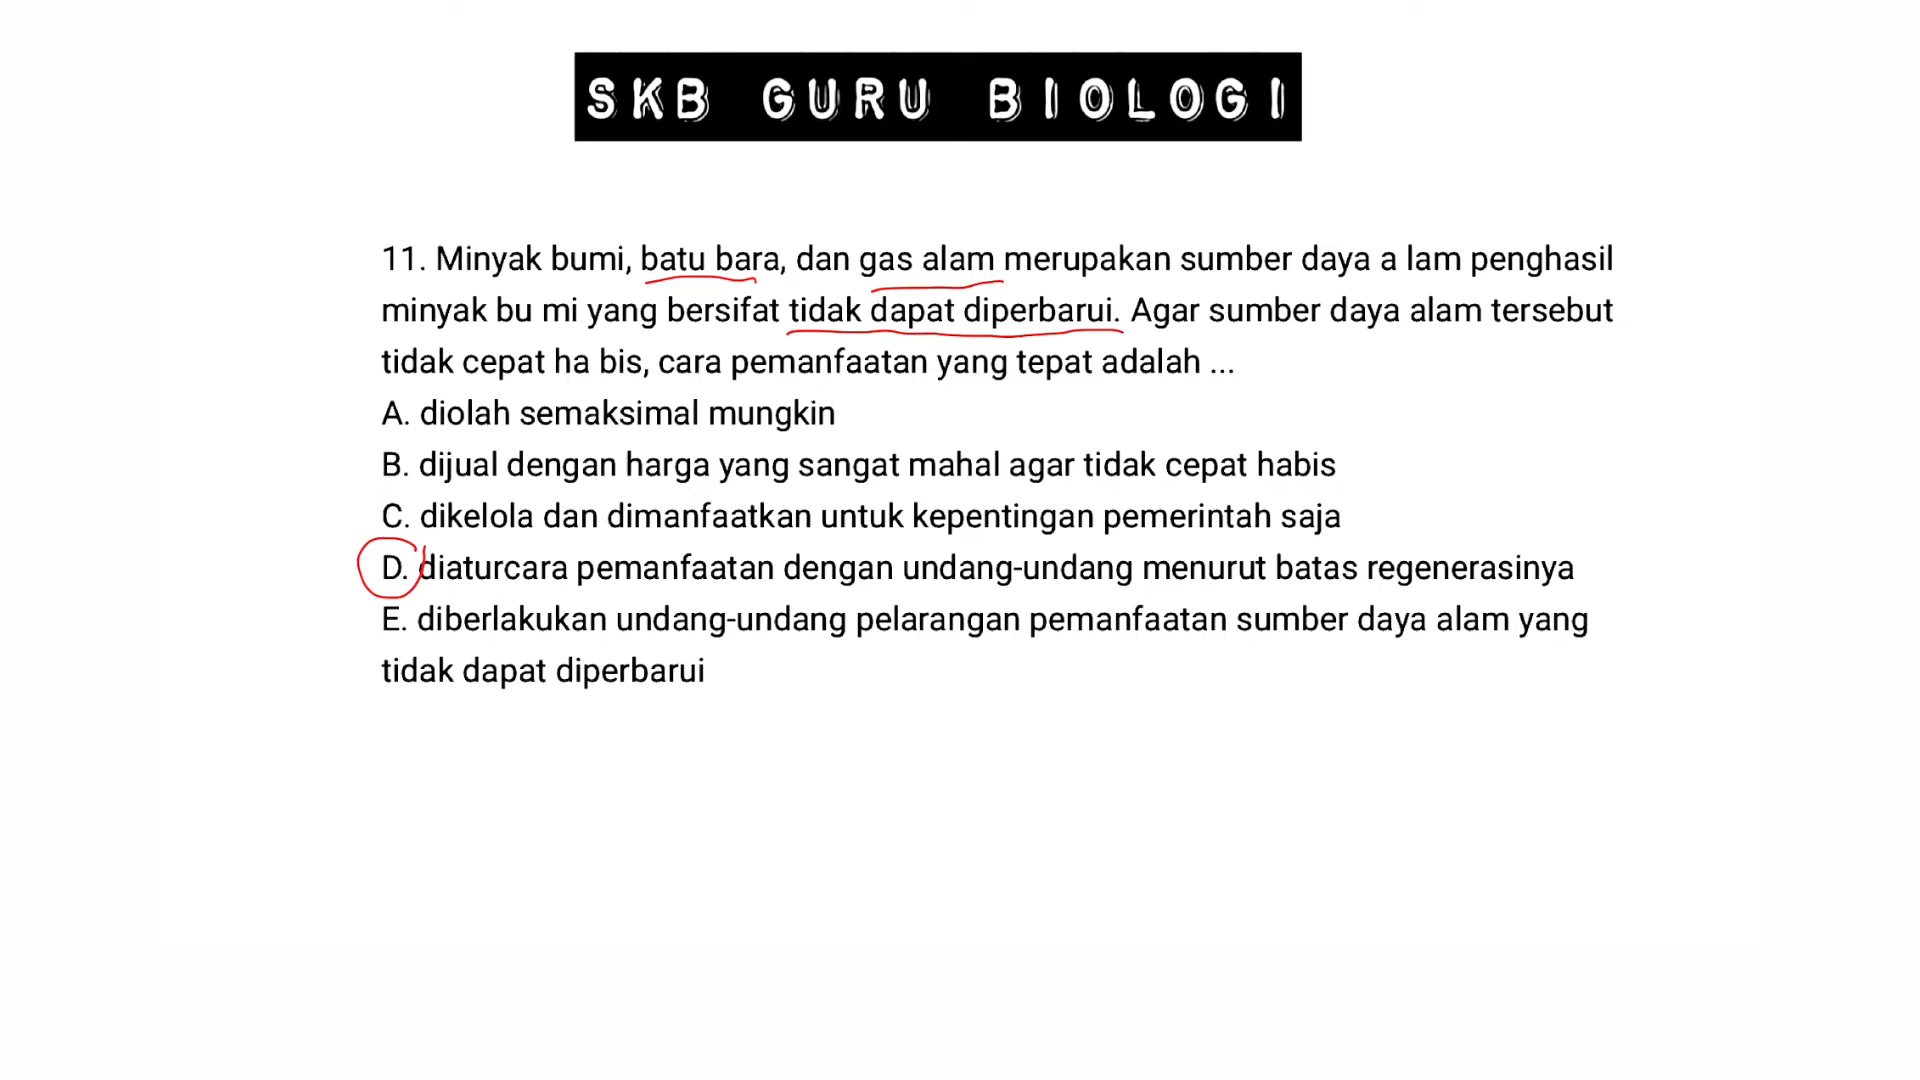 SKB GURU BIOLOGI
11. Minyak bumi, batu bara, dan gas alam merupakan sumber daya a lam penghasil
minyak bu mi yang bersifat tidak dapat diperbarui. Agar sumber daya alam tersebut
tidak cepat ha bis, cara pemanfaatan yang tepat adalah ...
A. diolah semaksimal mungkin
B. dijual dengan harga yang sangat mahal agar tidak cepat habis
C. dikelola dan dimanfaatkan untuk kepentingan pemerintah saja
D. diaturcara pemanfaatan dengan undang-undang menurut batas regenerasinya
E. diberlakukan undang-undang pelarangan pemanfaatan sumber daya alam yang
tidak dapat diperbarui